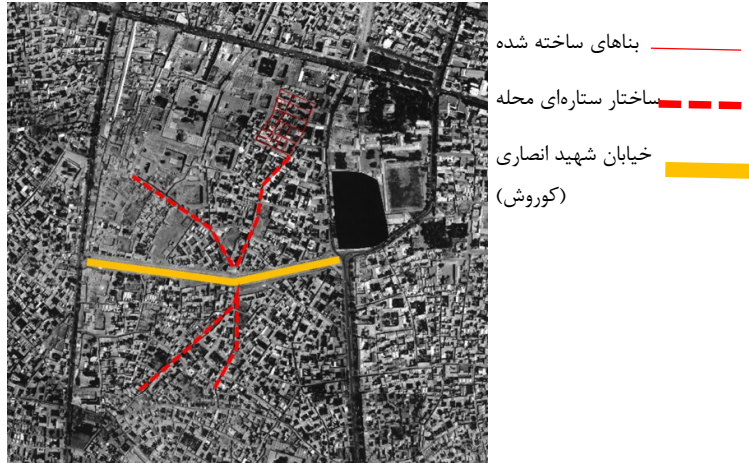 بناهای ساخته شده
ساختار ستاره‌ای محله
خیابان شهید انصاری
(کوروش)